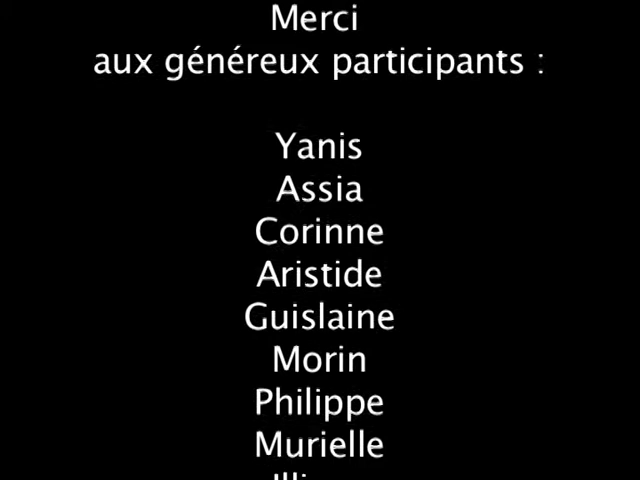 Merci
aux généreux participants :
Yanis
Assia
Corinne
Aristide
Guislaine
Morin
Philippe
Murielle